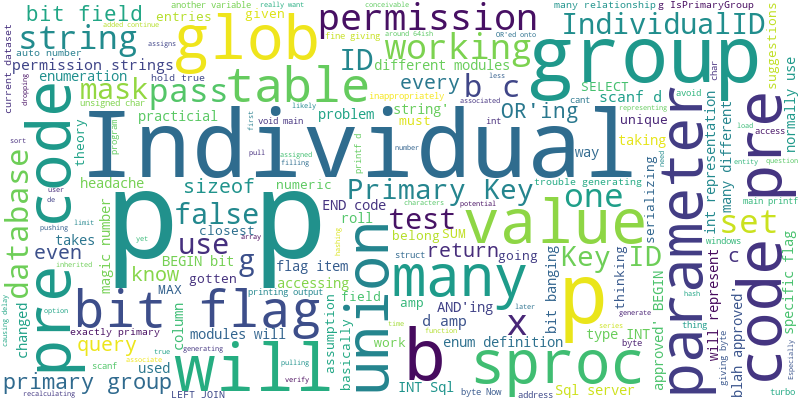 bit field
string
glob
permission
many relationship
g IsPrimaryGroup
another variable
really want
conceivable
added continue
entries
given
OR'ed onto
IndividualID
suggestions
auto number
assigns
fine giving
around 64ish
working
group
permission strings
ID
different modules
current_dataset
dropping
enumeration
hold true
every
less
SELECT
char
avoid
mask
pass
table
b c
scanf d
inappropriately
associated
cant
representing
unsigned char
practicial
problem
string
must
OR'ing
unique
normally use
program
void main
int
taking
theory
first
likely
printf d
way
access
Individual
pre code
database
pull
assigned
number
load
sort
filling
entity
question
headache
sizeof
numeric
Primary Key
trouble generating
one
parameter
main printf
pre
user
de
false
END code
roll
test
characters
potential
need
serializing
int representation
many different
pushing
limit
takes
closest
belong
SUM
value
set
windows
even
yet
array
use
flag item
return
struct
going
Key ID
know
BEGIN bit
hashing
accessing
many
x
bit banging
thinking
c
hash
causing delay
changed
inherited
magic number
gotten
g
p
p
p
union
will
represent
specific flag
option
MAX
printing output
field
amp
AND'ing
later
generate
thing
bit flag
column
assumption
basically
d amp
enum definition
byte
blah approved'
giving byte
exactly primary
modules will
work
time
function
type INT
approved' BEGIN
code
query
true
generating
b
sproc
series
primary group
scanf
associate
will
pulling
verify
INT Sql
byte Now
Sql server
Especially
recalculating
used
LEFT JOIN
address
turbo